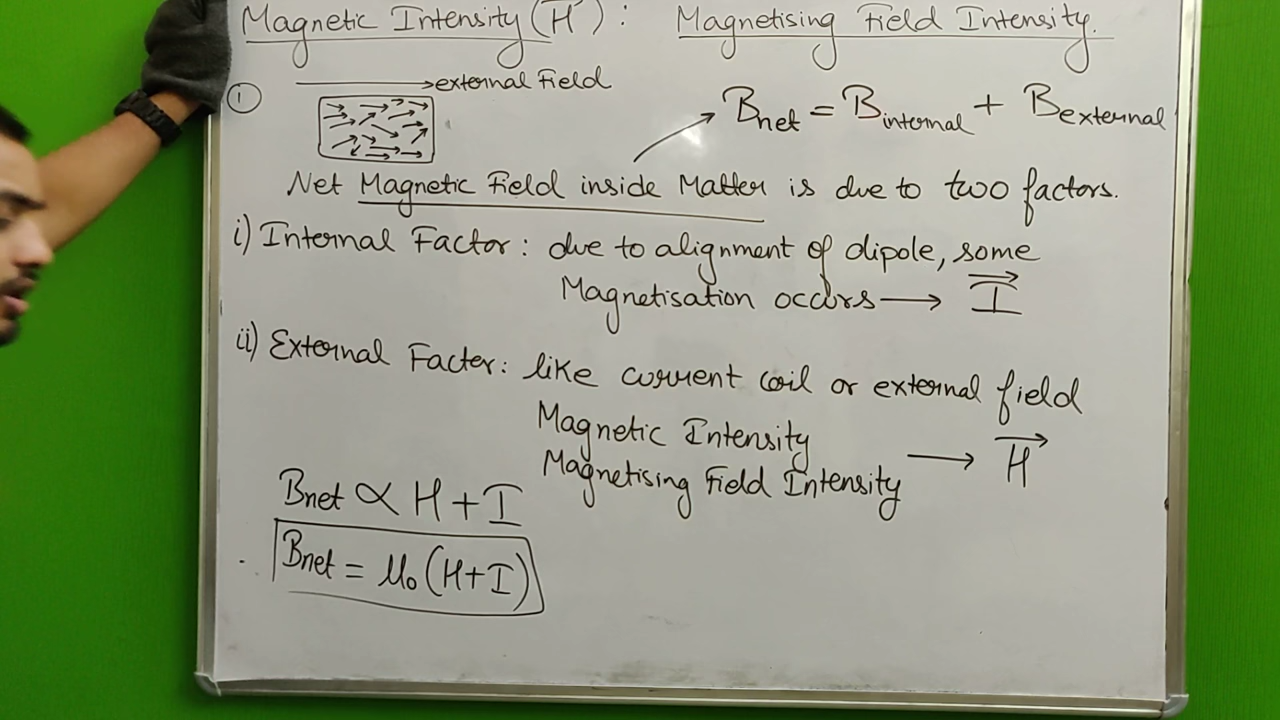 Magnetic Intensity (H) : Magnetising Field Intensity.
① external Field
Bnet = Binternal + Bexternal
Net Magnetic Field inside Matter is due to two factors.
i) Internal Factor : due to alignment of dipole, some
Magnetisation occurs → I
ii) External Factor : like current coil or external field
Magnetic Intensity
Magnetising Field Intensity → H
Bnet ∝ H + I
Bnet = μ₀ (H+I)